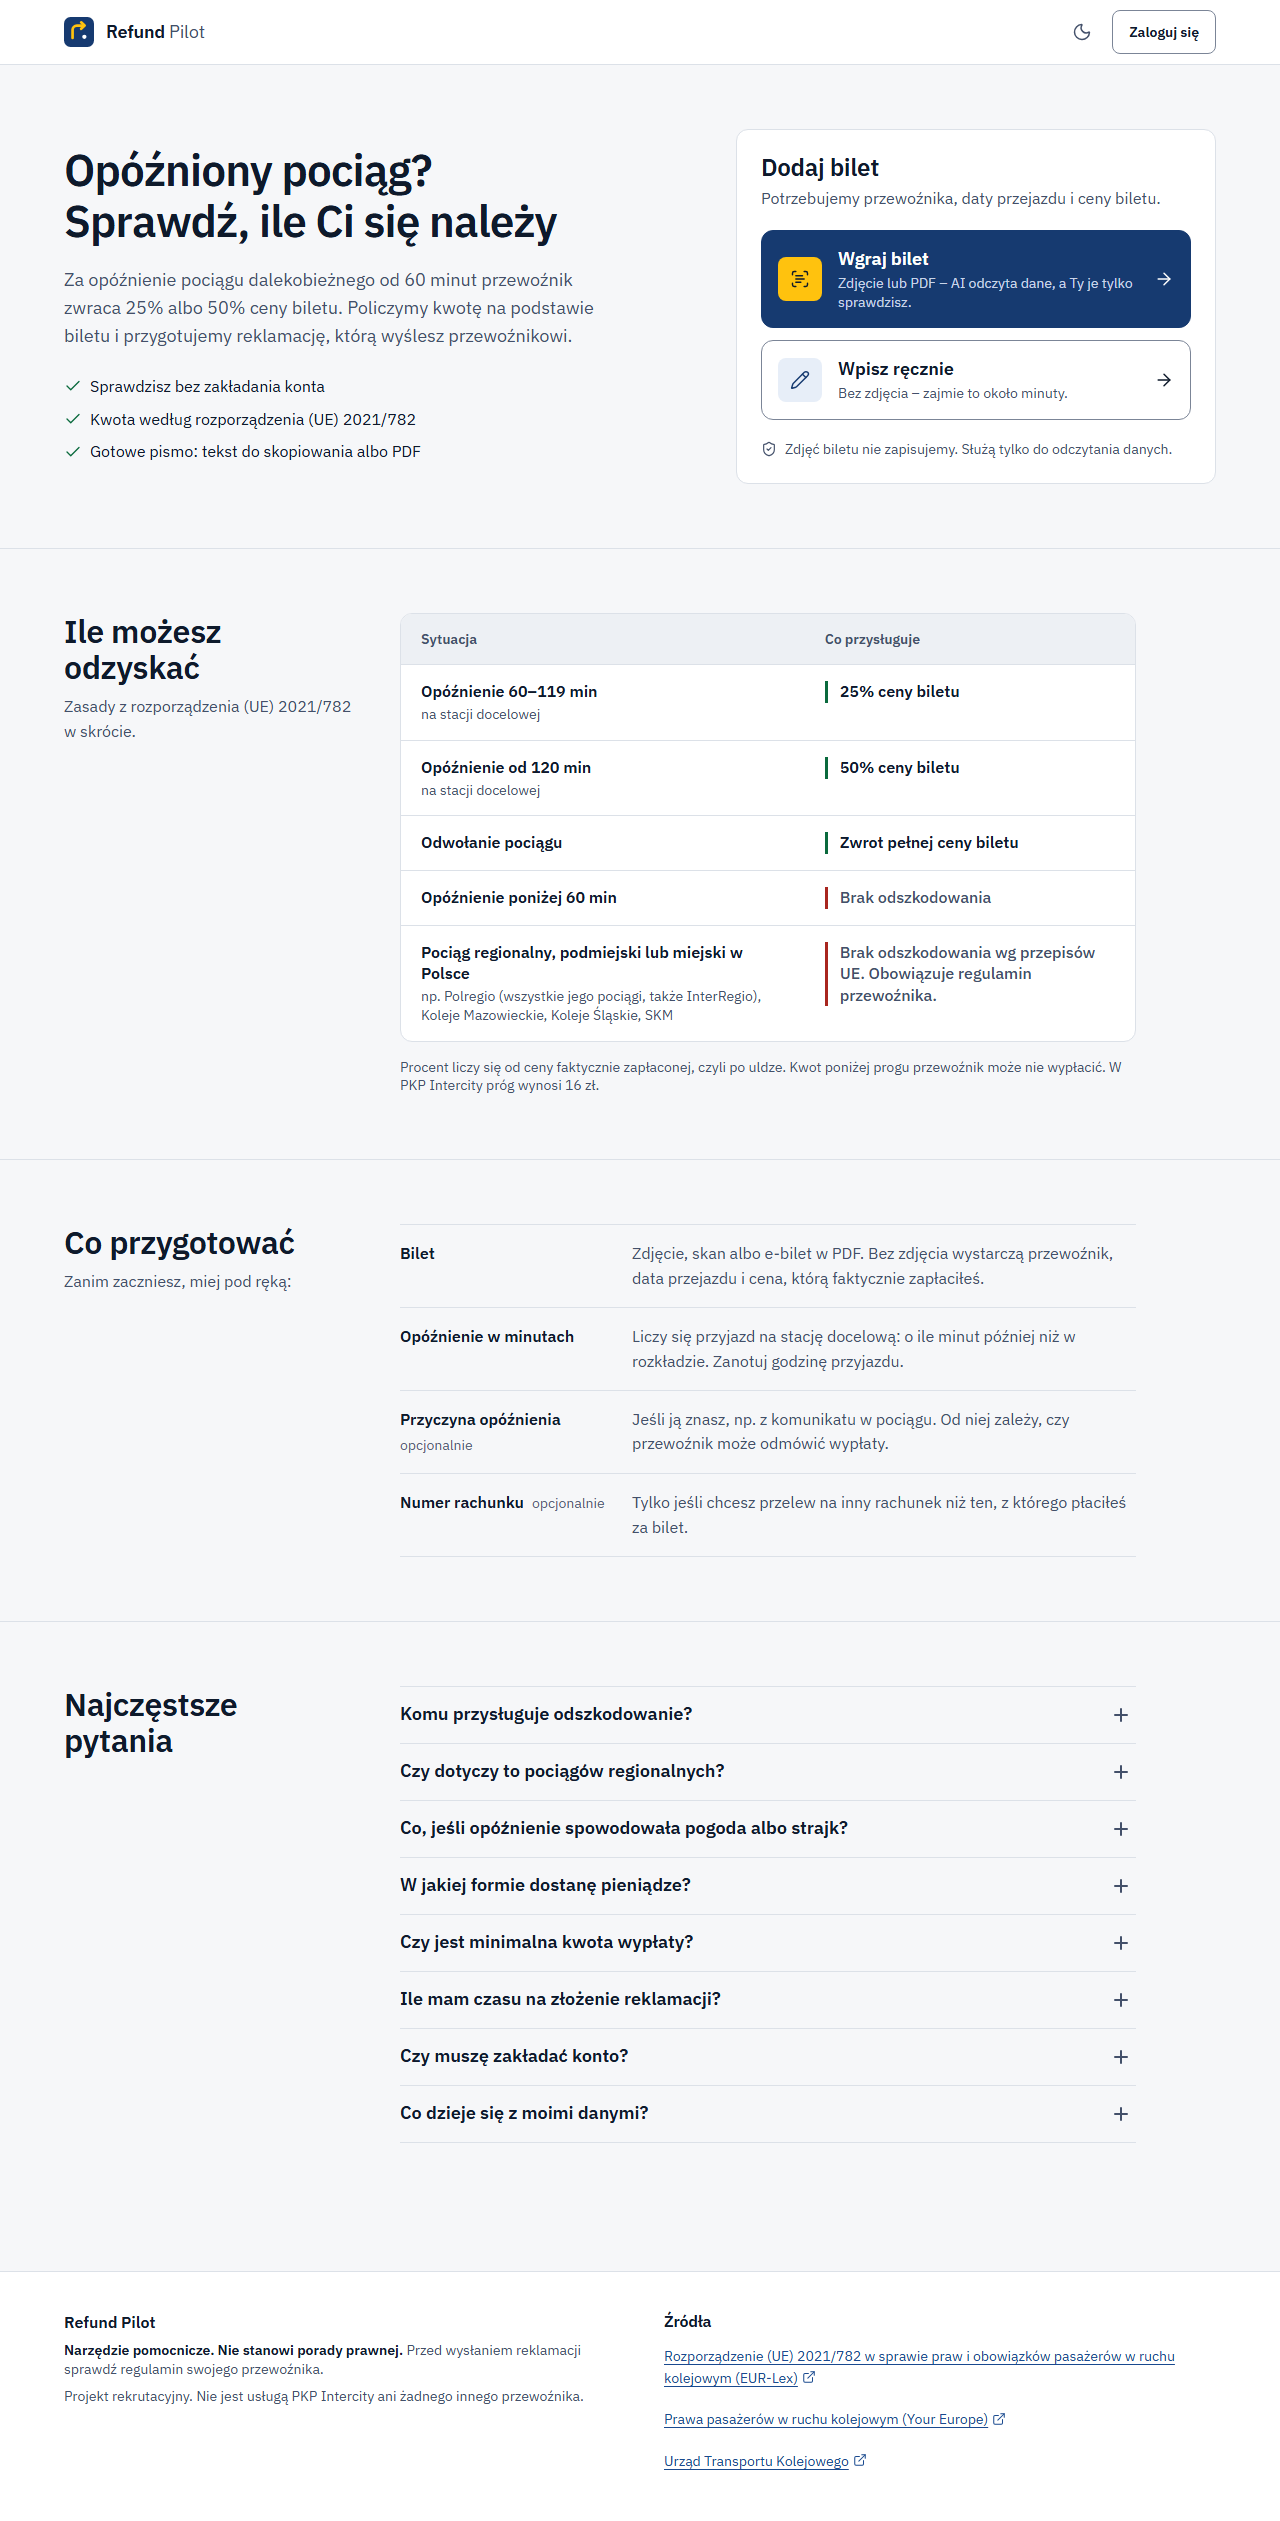 Refund Pilot
Zaloguj się
Opóźniony pociąg?
Sprawdź, ile Ci się należy
Za opóźnienie pociągu dalekobieżnego od 60 minut przewoźnik
zwraca 25% albo 50% ceny biletu. Policzymy kwotę na podstawie
biletu i przygotujemy reklamację, którą wyślesz przewoźnikowi.
Sprawdzisz bez zakładania konta
Kwota według rozporządzenia (UE) 2021/782
Gotowe pismo: tekst do skopiowania albo PDF
Dodaj bilet
Potrzebujemy przewoźnika, daty przejazdu i ceny biletu.
Wgraj bilet
Zdjęcie lub PDF – AI odczyta dane, a Ty je tylko
sprawdzisz.
Wpisz ręcznie
Bez zdjęcia – zajmie to około minuty.
Zdjęć biletu nie zapisujemy. Służą tylko do odczytania danych.
Ile możesz
odzyskać
Zasady z rozporządzenia (UE) 2021/782
w skrócie.
Sytuacja
Co przysługuje
Opóźnienie 60–119 min
na stacji docelowej
25% ceny biletu
Opóźnienie od 120 min
na stacji docelowej
50% ceny biletu
Odwołanie pociągu
Zwrot pełnej ceny biletu
Opóźnienie poniżej 60 min
Brak odszkodowania
Pociąg regionalny, podmiejski lub miejski w
Polsce
np. Polregio (wszystkie jego pociągi, także InterRegio),
Koleje Mazowieckie, Koleje Śląskie, SKM
Brak odszkodowania wg przepisów
UE. Obowiązuje regulamin
przewoźnika.
Procent liczy się od ceny faktycznie zapłaconej, czyli po uldze. Kwot poniżej progu przewoźnik może nie wypłacić. W
PKP Intercity próg wynosi 16 zł.
Co przygotować
Zanim zaczniesz, miej pod ręką:
Bilet
Zdjęcie, skan albo e-bilet w PDF. Bez zdjęcia wystarczą przewoźnik,
data przejazdu i cena, którą faktycznie zapłaciłeś.
Opóźnienie w minutach
Liczy się przyjazd na stację docelową: o ile minut później niż w
rozkładzie. Zanotuj godzinę przyjazdu.
Przyczyna opóźnienia
opcjonalnie
Jeśli ją znasz, np. z komunikatu w pociągu. Od niej zależy, czy
przewoźnik może odmówić wypłaty.
Numer rachunku opcjonalnie
Tylko jeśli chcesz przelew na inny rachunek niż ten, z którego płaciłeś
za bilet.
Najczęstsze
pytania
Komu przysługuje odszkodowanie?
Czy dotyczy to pociągów regionalnych?
Co, jeśli opóźnienie spowodowała pogoda albo strajk?
W jakiej formie dostanę pieniądze?
Czy jest minimalna kwota wypłaty?
Ile mam czasu na złożenie reklamacji?
Czy muszę zakładać konto?
Co dzieje się z moimi danymi?
Refund Pilot
Narzędzie pomocnicze. Nie stanowi porady prawnej. Przed wysłaniem reklamacji
sprawdź regulamin swojego przewoźnika.
Projekt rekrutacyjny. Nie jest usługą PKP Intercity ani żadnego innego przewoźnika.
Źródła
Rozporządzenie (UE) 2021/782 w sprawie praw i obowiązków pasażerów w ruchu
kolejowym (EUR-Lex)
Prawa pasażerów w ruchu kolejowym (Your Europe)
Urząd Transportu Kolejowego